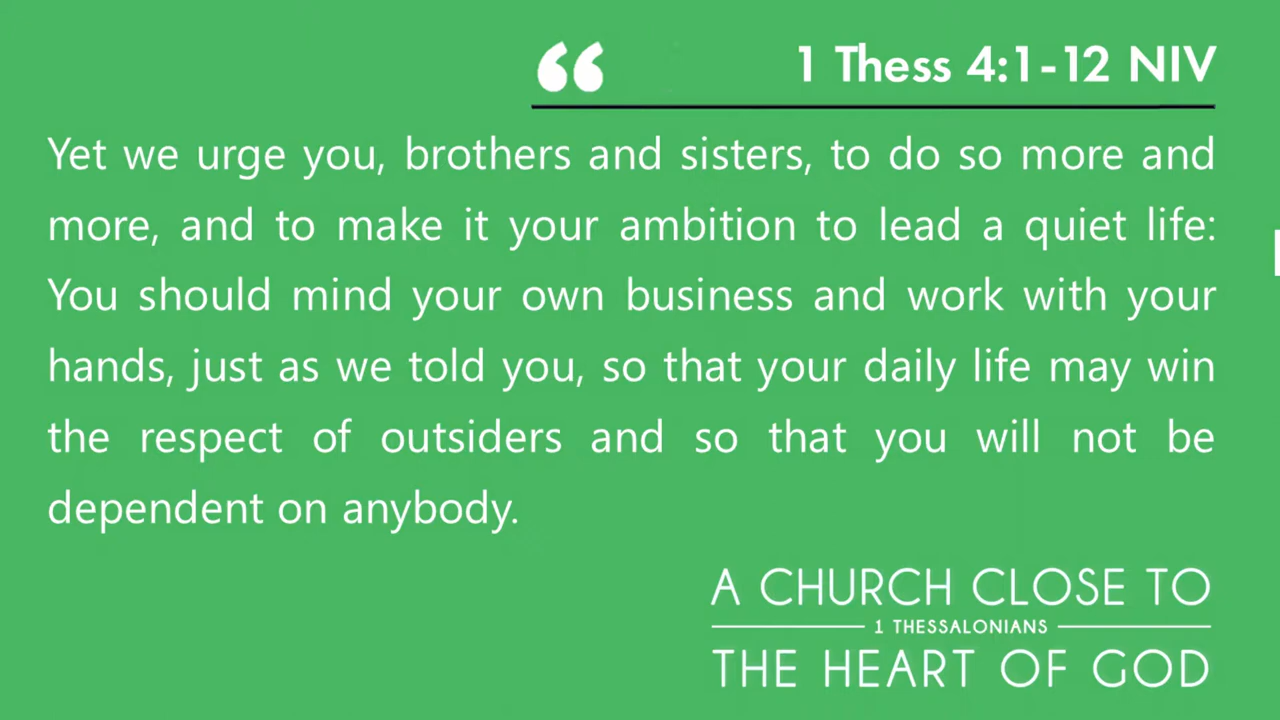 “ 1 Thess 4:1-12 NIV
Yet we urge you, brothers and sisters, to do so more and
more, and to make it your ambition to lead a quiet life:
You should mind your own business and work with your
hands, just as we told you, so that your daily life may win
the respect of outsiders and so that you will not be
dependent on anybody.
A CHURCH CLOSE TO
1 THESSALONIANS
THE HEART OF GOD